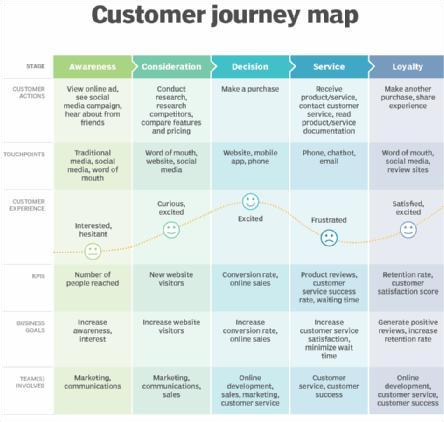 Customer journey map
STAGE
Awareness
Consideration
Decision
Service
Loyalty
CUSTOMER
ACTIONS
View online ad,
see social
media campaign,
hear about from
friends
Conduct
research,
research
competitors,
compare features
and pricing
Make a purchase
Receive
product/service,
contact customer
service, read
product/service
documentation
Make another
purchase, share
experience
TOUCHPOINTS
Traditional
media, social
media, word of
mouth
Word of mouth,
website, social
media
Website, mobile
app, phone
Phone, chatbot,
email
Word of mouth,
social media,
review sites
CUSTOMER
EXPERIENCE
Interested,
hesitant
Curious,
excited
Excited
Frustrated
Satisfied,
excited
KPIS
Number of
people reached
New website
visitors
Conversion rate,
online sales
Product reviews,
customer
service success
rate, waiting time
Retention rate,
customer
satisfaction score
BUSINESS
GOALS
Increase
awareness,
interest
Increase website
visitors
Increase
conversion rate,
online sales
Increase
customer service
satisfaction,
minimize wait
time
Generate positive
reviews, increase
retention rate
TEAM(S)
INVOLVED
Marketing,
communications
Marketing,
communications,
sales
Online
development,
sales, marketing,
customer service
Customer
service, customer
success
Online
development,
customer service,
customer success